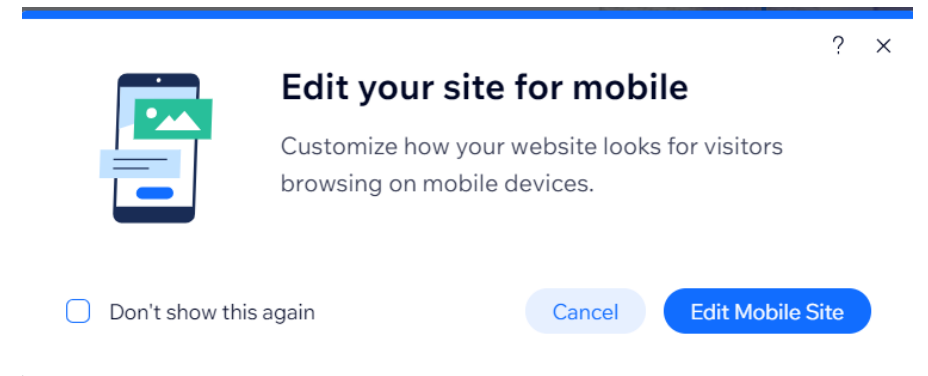 ?
Edit your site for mobile
Customize how your website looks for visitors
browsing on mobile devices.
Don't show this again
Cancel
Edit Mobile Site